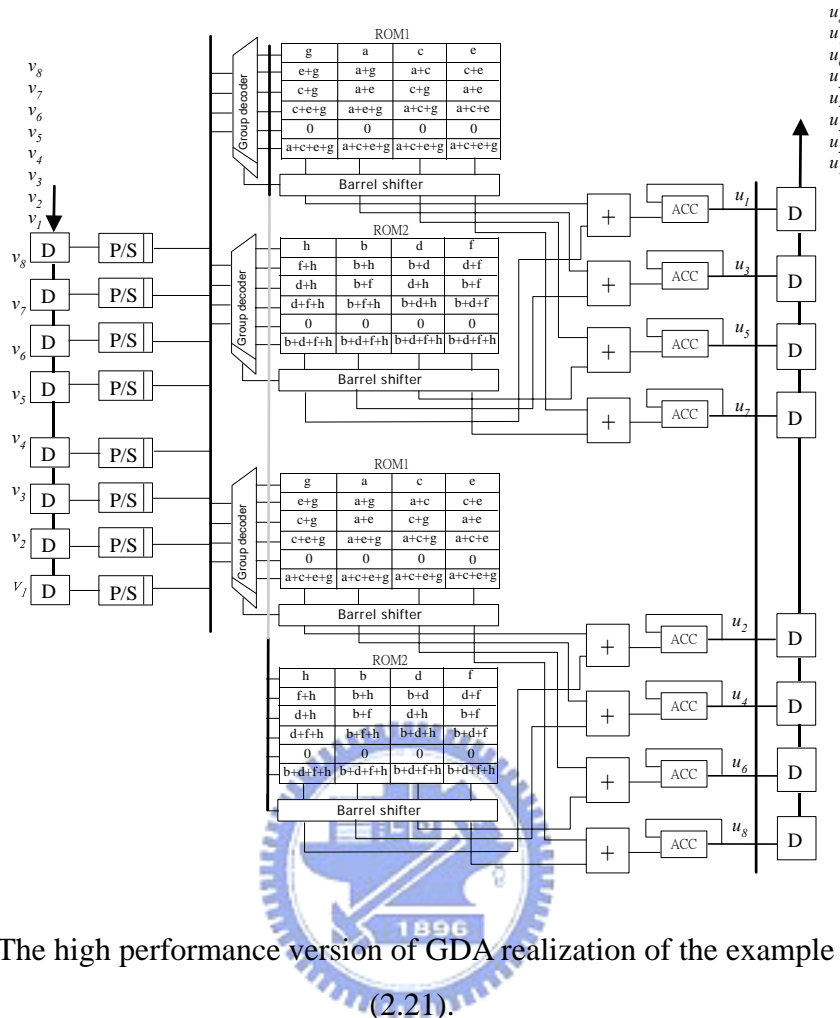 v8
v7
v6
v5
v4
v3
v2
v1
v8 D P/S
v7 D P/S
v6 D P/S
v5 D P/S
v4 D P/S
v3 D P/S
v2 D P/S
V1 D P/S
Group decoder
ROM1
g a c e
e+g a+g a+c c+e
c+g a+e c+g a+e
c+e+g a+e+g a+c+g a+c+e
0 0 0 0
a+c+e+g a+c+e+g a+c+e+g a+c+e+g
Barrel shifter
Group decoder
ROM2
h b d f
f+h b+h b+d d+f
d+h b+f d+h b+f
d+f+h b+f+h b+d+h b+d+f
0 0 0 0
b+d+f+h b+d+f+h b+d+f+h b+d+f+h
Barrel shifter
+ ACC u1 D
+ ACC u3 D
+ ACC u5 D
+ ACC u7 D
Group decoder
ROM1
g a c e
e+g a+g a+c c+e
c+g a+e c+g a+e
c+e+g a+e+g a+c+g a+c+e
0 0 0 0
a+c+e+g a+c+e+g a+c+e+g a+c+e+g
Barrel shifter
ROM2
h b d f
f+h b+h b+d d+f
d+h b+f d+h b+f
d+f+h b+f+h b+d+h b+d+f
0 0 0 0
b+d+f+h b+d+f+h b+d+f+h b+d+f+h
Barrel shifter
+ ACC u2 D
+ ACC u4 D
+ ACC u6 D
+ ACC u8 D
1896
The high performance version of GDA realization of the example
(2.21).